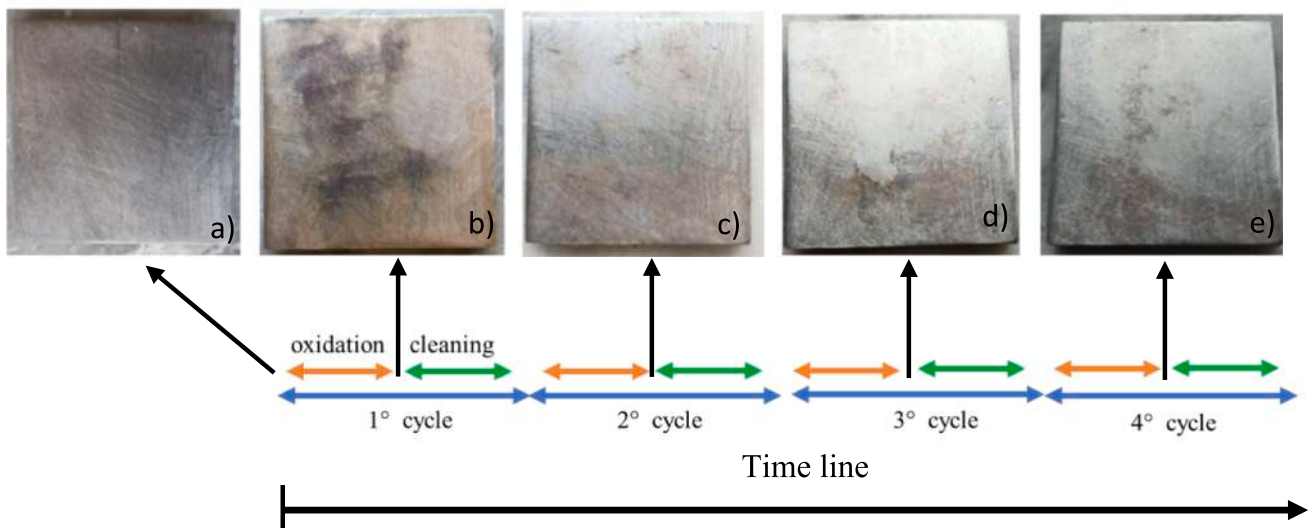 a)
b)
c)
d)
e)
oxidation cleaning
1° cycle
2° cycle
3° cycle
4° cycle
Time line